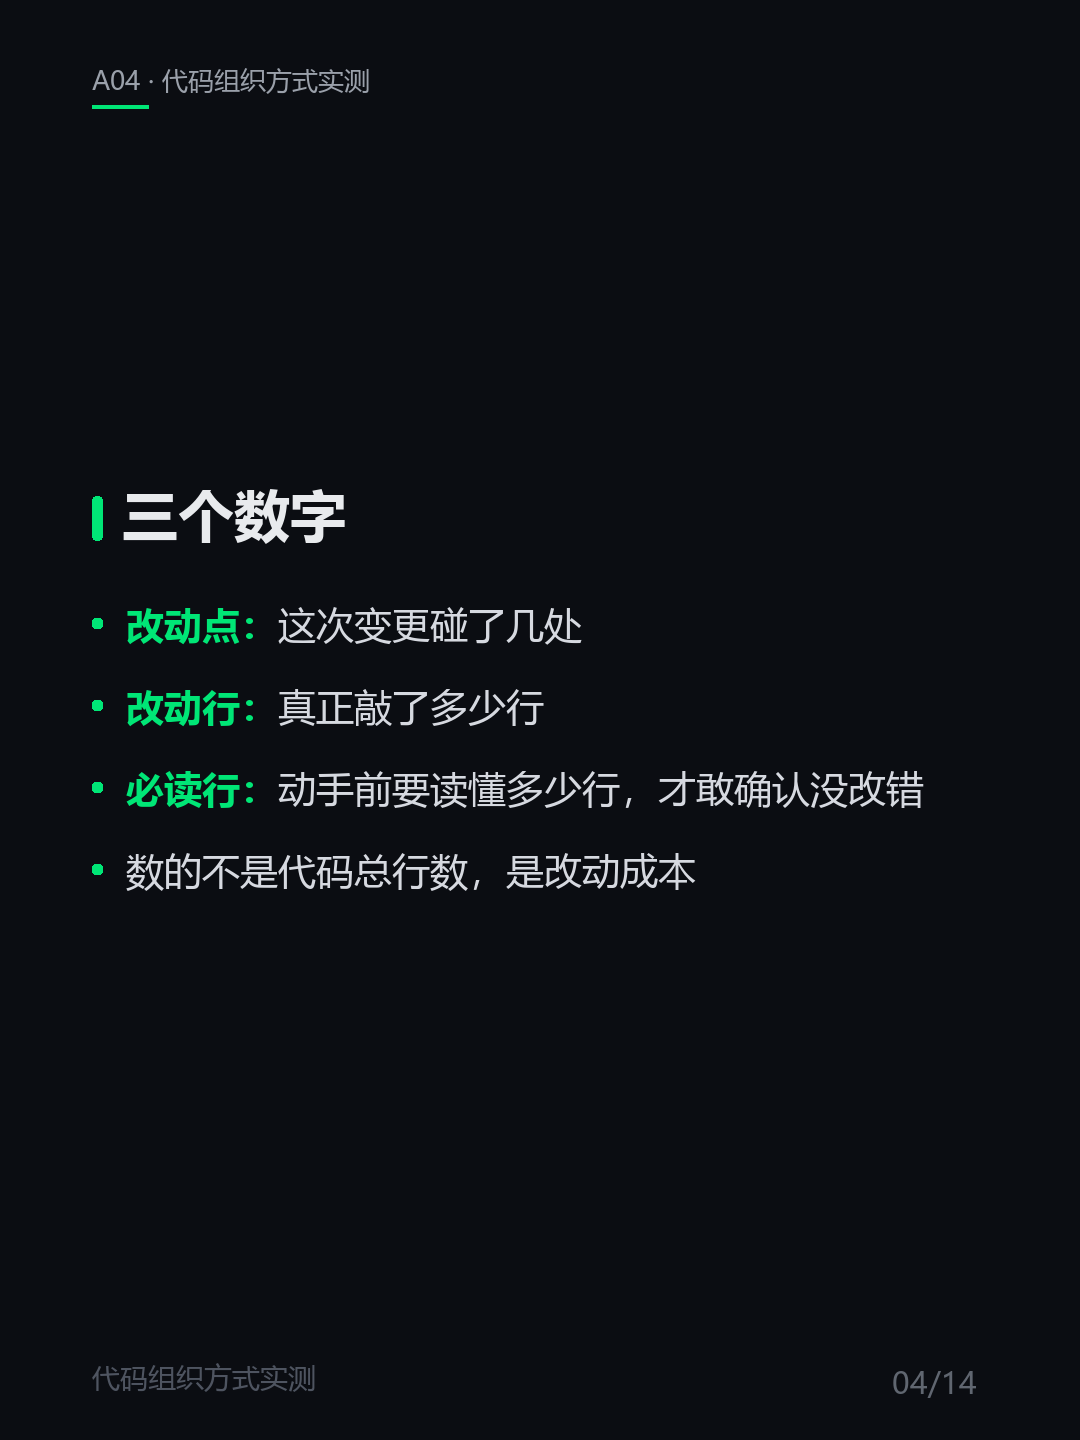 A04 · 代码组织方式实测
三个数字
• 改动点：这次变更碰了几处
• 改动行：真正敲了多少行
• 必读行：动手前要读懂多少行，才敢确认没改错
• 数的不是代码总行数，是改动成本
代码组织方式实测
04/14